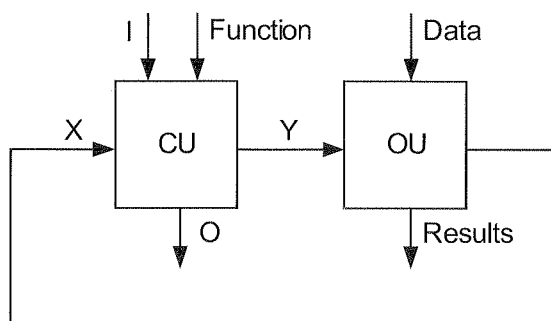 I
Function
Data
X
CU
Y
OU
O
Results